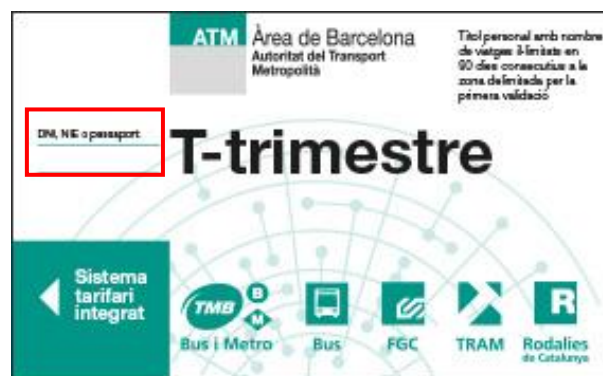 ATM
Àrea de Barcelona
Autoritat del Transport
Metropolità
Títol personal amb nombre
de viatges il·limitats en
90 dies consecutius a la
zona delimitada per la
primera validació
DNI, NIE o passaport
T-trimestre
Sistema
tarifari
integrat
TMB
B
M
Bus i Metro
Bus
FGC
TRAM
R
Rodalies
de Catalunya